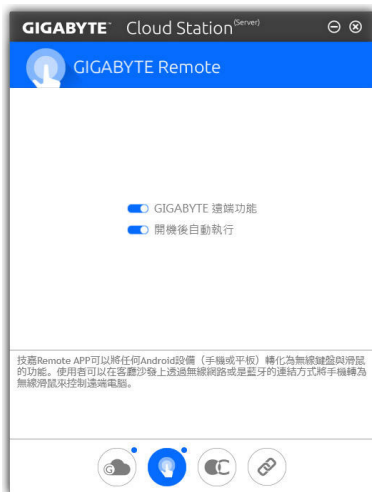 GIGABYTE™ Cloud Station (Server)
GIGABYTE Remote
GIGABYTE 遠端功能
開機後自動執行
技嘉Remote APP可以將任何Android設備（手機或平板）轉化為無線鍵盤與滑鼠
的功能。使用者可以在客廳沙發上透過無線網路或是藍牙的連結方式將手機轉為
無線滑鼠來控制遠端電腦。
G